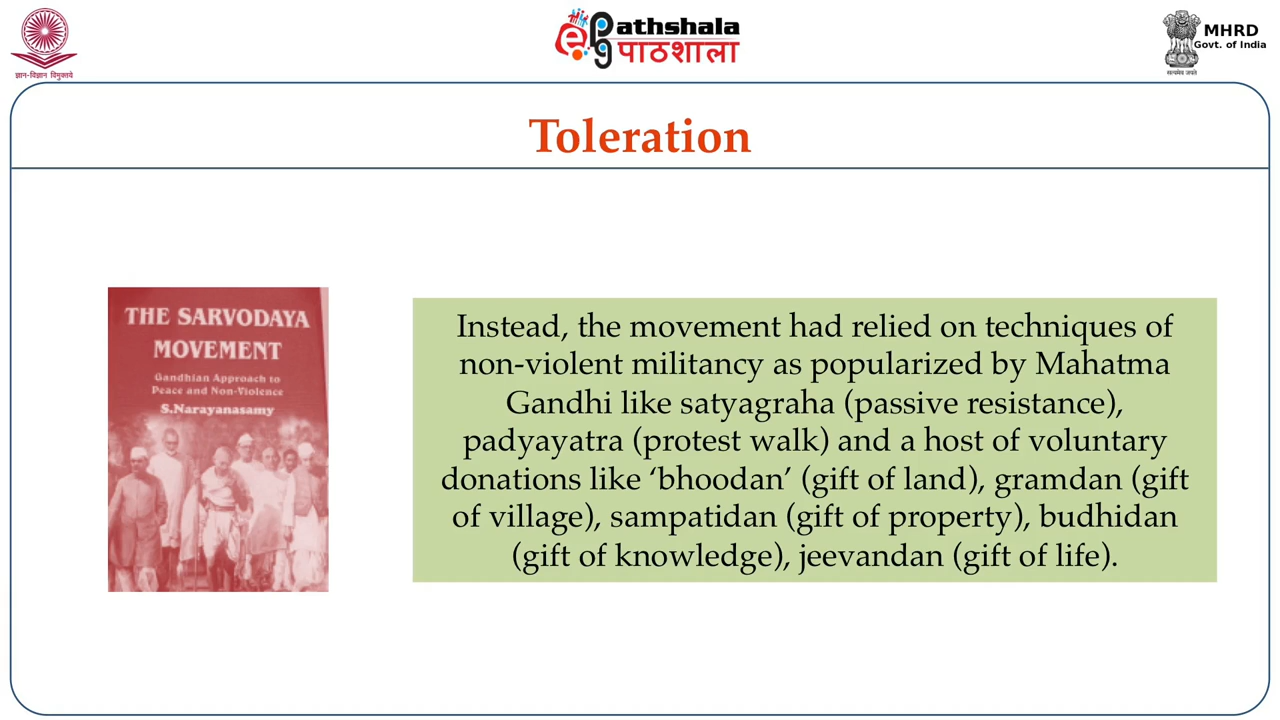 ज्ञान-विज्ञान विमुक्तये
ePG Pathshala
पाठशाला
MHRD
Govt. of India
सत्यमेव जयते
Toleration
THE SARVODAYA
MOVEMENT
Gandhian Approach to
Peace and Non-Violence
S.Narayanasamy
Instead, the movement had relied on techniques of
non-violent militancy as popularized by Mahatma
Gandhi like satyagraha (passive resistance),
padyayatra (protest walk) and a host of voluntary
donations like ‘bhoodan’ (gift of land), gramdan (gift
of village), sampatidan (gift of property), budhidan
(gift of knowledge), jeevandan (gift of life).